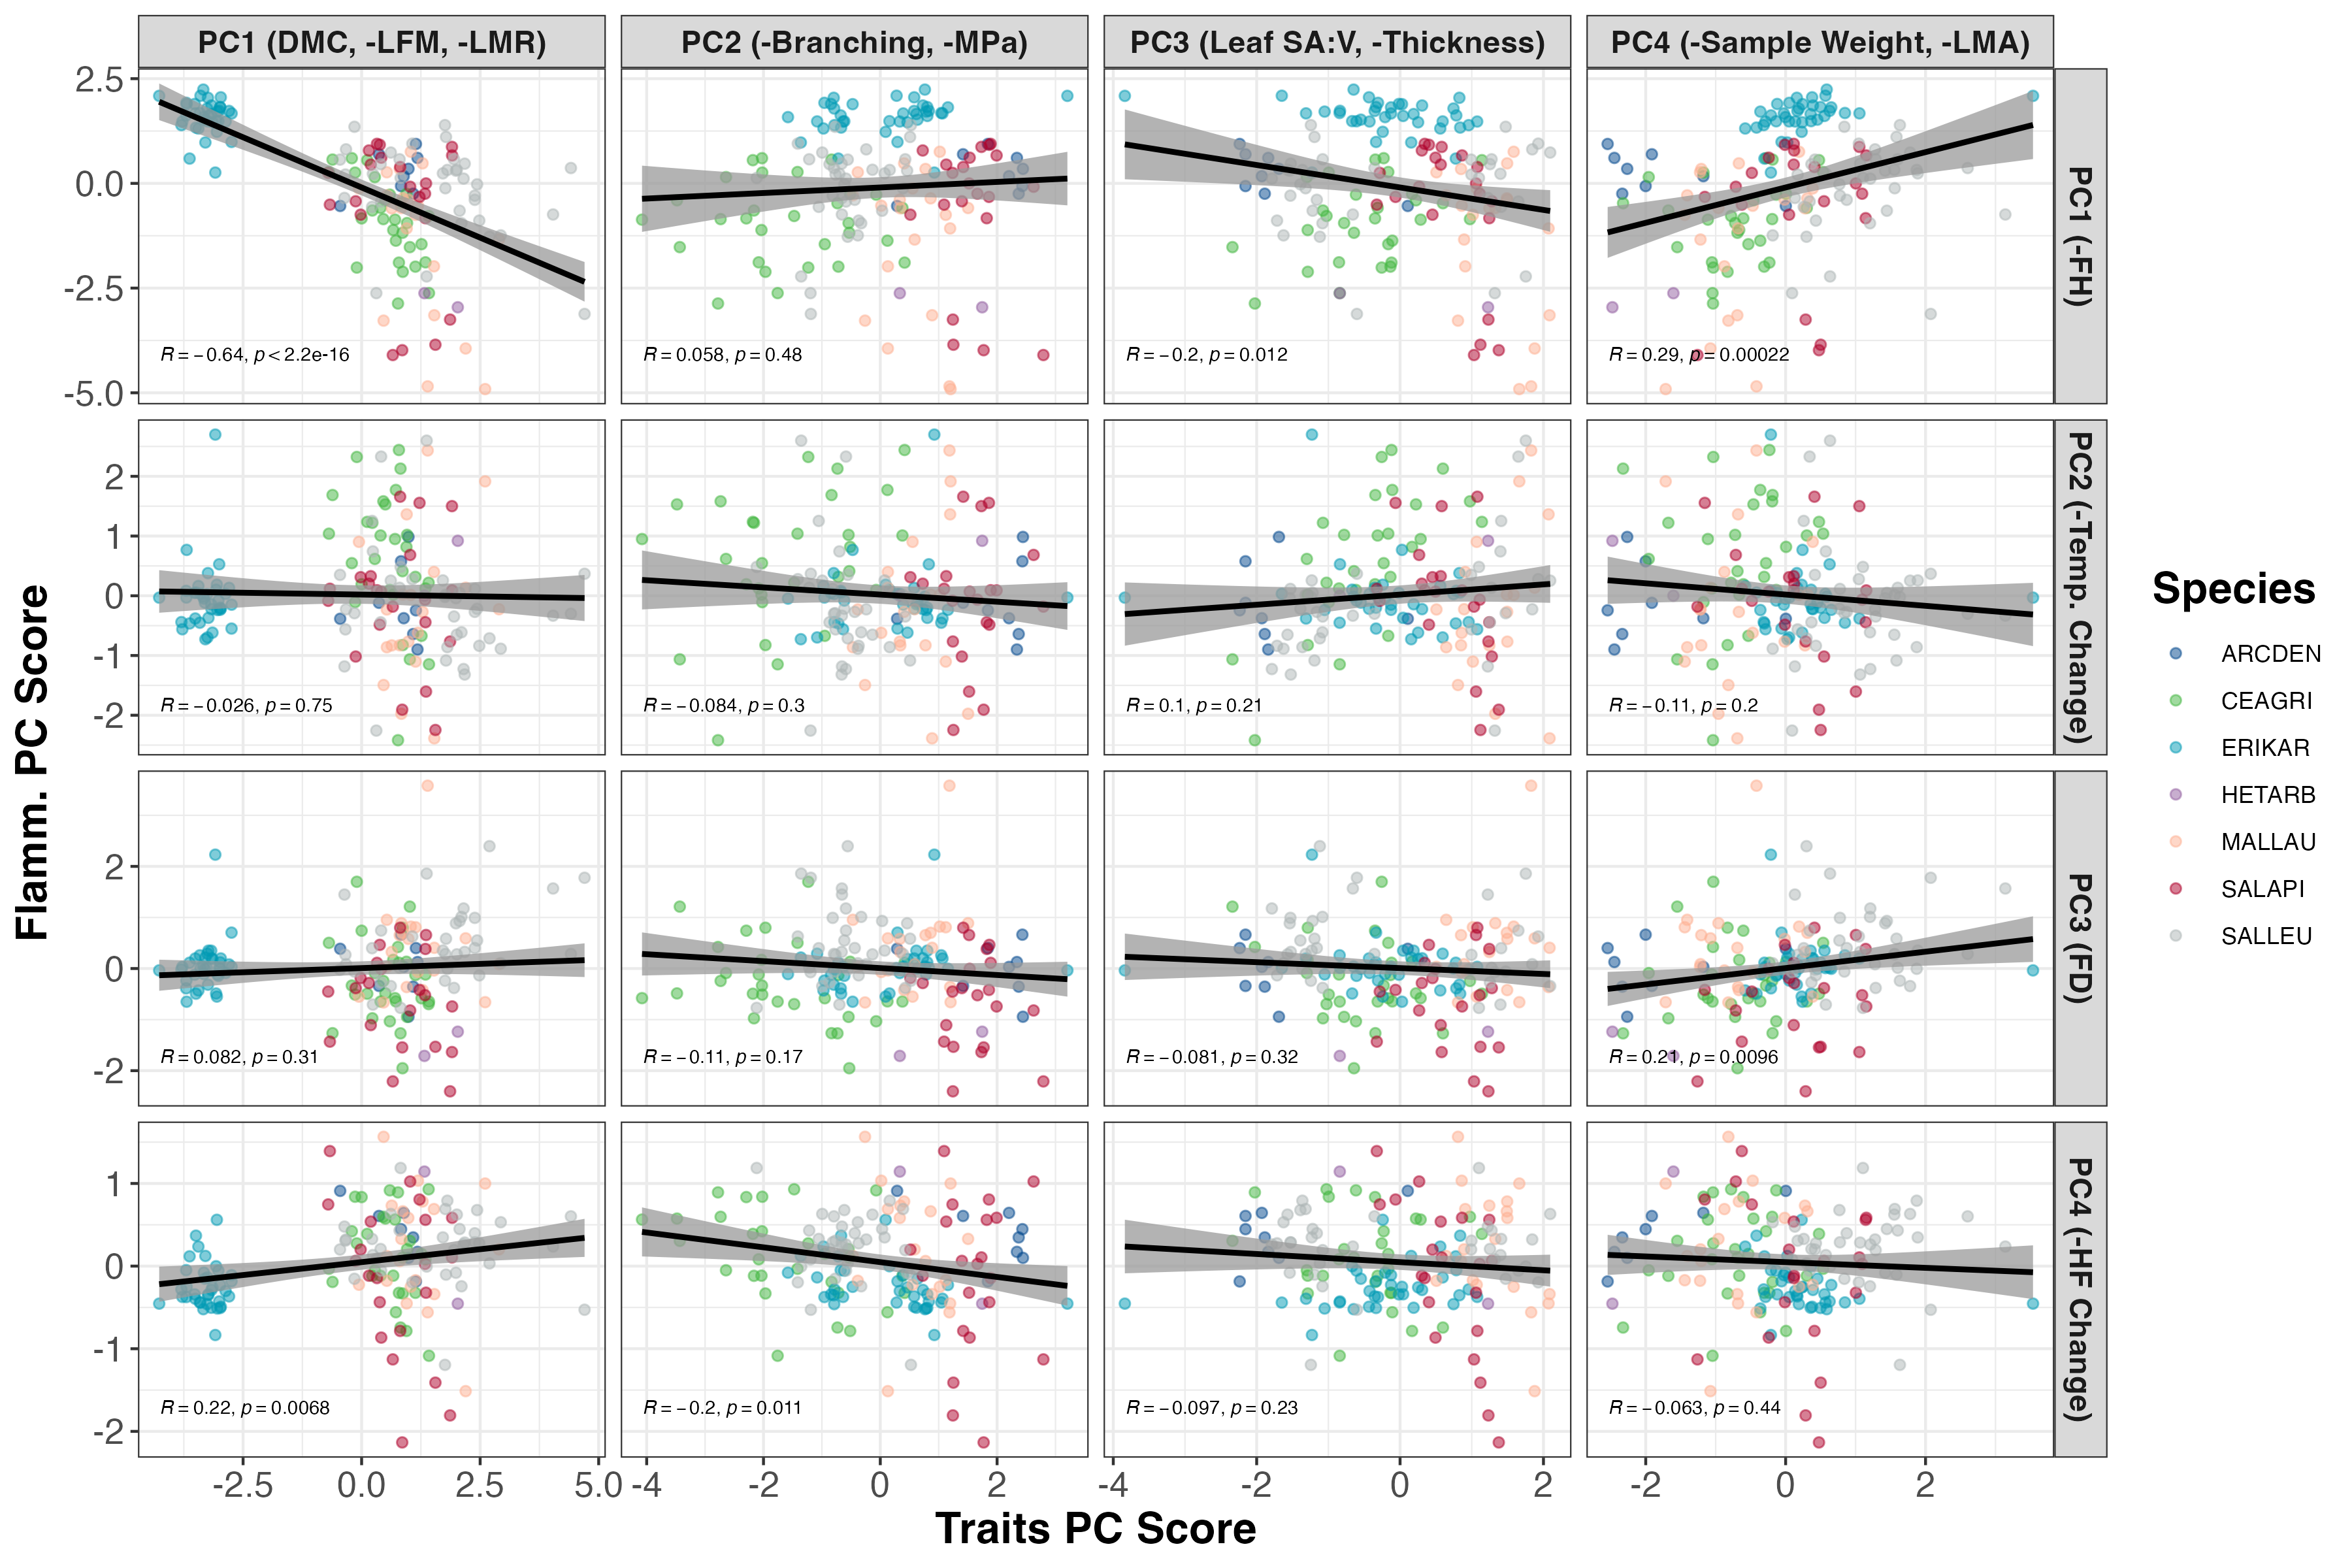 PC1 (DMC, -LFM, -LMR)
PC2 (-Branching, -MPa)
PC3 (Leaf SA:V, -Thickness)
PC4 (-Sample Weight, -LMA)
2.5
0.0
-2.5
-5.0
R = −0.64, p < 2.2e-16
R = 0.058, p = 0.48
R = −0.2, p = 0.012
R = 0.29, p = 0.00022
PC1 (-FH)
2
1
0
-1
-2
R = −0.026, p = 0.75
R = −0.084, p = 0.3
R = 0.1, p = 0.21
R = −0.11, p = 0.2
PC2 (-Temp. Change)
2
0
-2
R = 0.082, p = 0.31
R = −0.11, p = 0.17
R = −0.081, p = 0.32
R = 0.21, p = 0.0096
PC3 (FD)
1
0
-1
-2
R = 0.22, p = 0.0068
R = −0.2, p = 0.011
R = −0.097, p = 0.23
R = −0.063, p = 0.44
PC4 (-HF Change)
-2.5 0.0 2.5 5.0
-4 -2 0 2
-4 -2 0 2
-2 0 2
Traits PC Score
Flamm. PC Score
Species
ARCDEN
CEAGRI
ERIKAR
HETARB
MALLAU
SALAPI
SALLEU